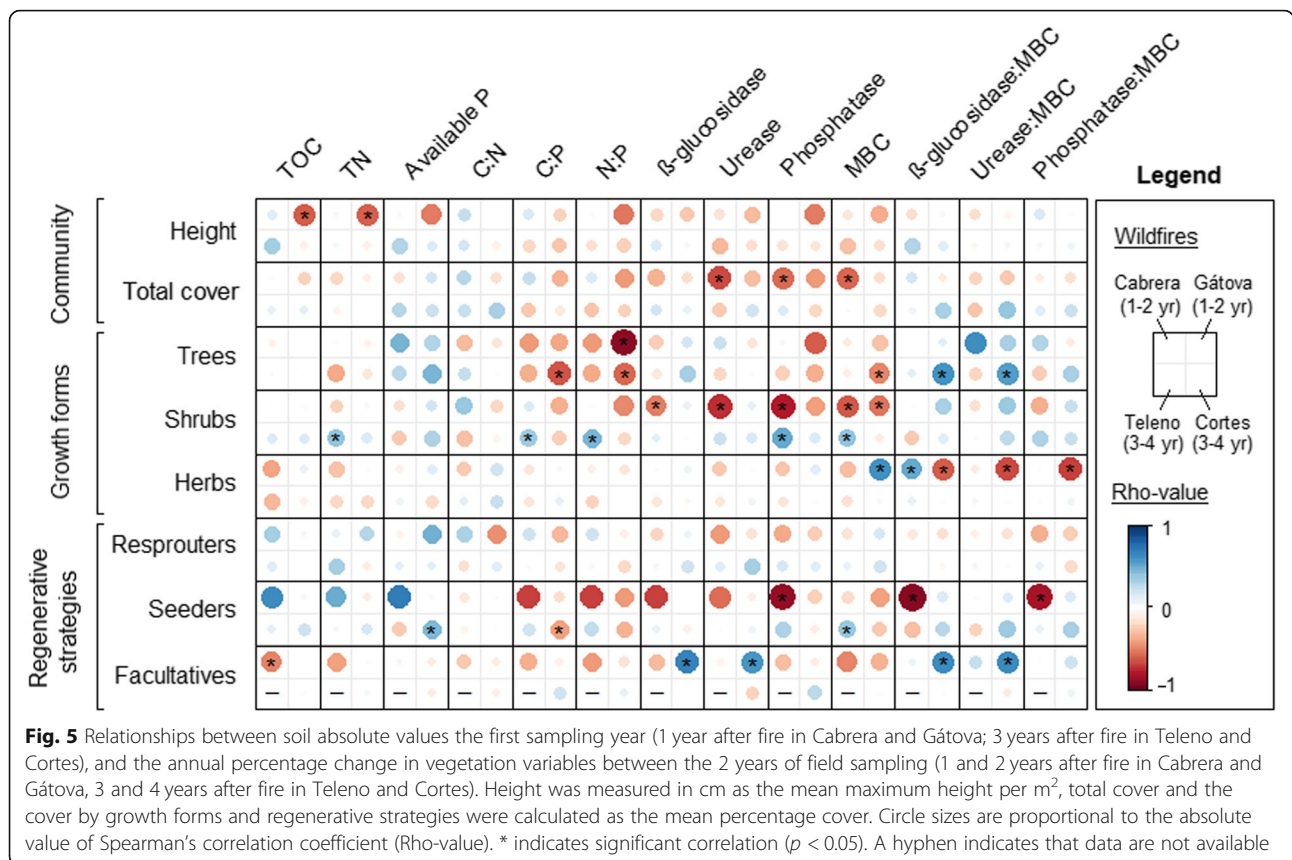 TOC TN Available P C:N C:P N:P ß-glucosidase Urease Phosphatase MBC ß-glucosidase:MBC Urease:MBC Phosphatase:MBC
Community
Height
* *
Total cover
* * *
Growth forms
Trees
*
* * * * *
Shrubs
* * * * *
* * * * *
Herbs
* * * * *
Regenerative
strategies
Resprouters
Seeders
* * *
* * *
Facultatives
* * * * *
– – – – – – – – – – – – –
Legend
Wildfires
Cabrera Gátova
(1-2 yr) (1-2 yr)
Teleno Cortes
(3-4 yr) (3-4 yr)
Rho-value
1
0
−1
Fig. 5 Relationships between soil absolute values the first sampling year (1 year after fire in Cabrera and Gátova; 3 years after fire in Teleno and
Cortes), and the annual percentage change in vegetation variables between the 2 years of field sampling (1 and 2 years after fire in Cabrera and
Gátova, 3 and 4 years after fire in Teleno and Cortes). Height was measured in cm as the mean maximum height per m², total cover and the
cover by growth forms and regenerative strategies were calculated as the mean percentage cover. Circle sizes are proportional to the absolute
value of Spearman's correlation coefficient (Rho-value). * indicates significant correlation (p < 0.05). A hyphen indicates that data are not available